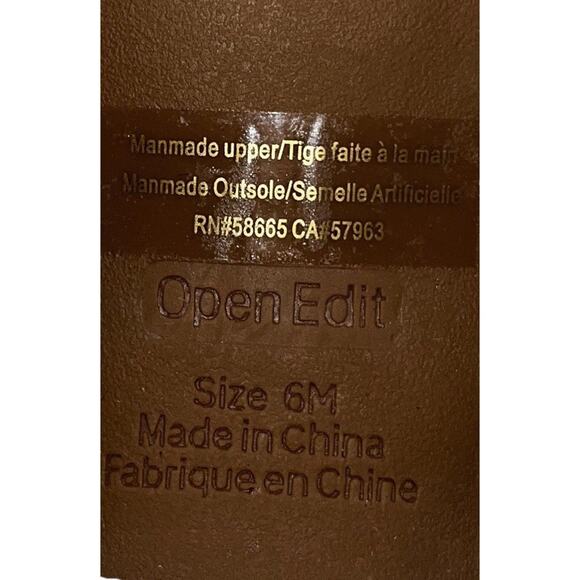 Manmade upper/Tige faite à la main
Manmade Outsole/Semelle Artificielle
RN#58665 CA#57963
Open Edit
Size 6M
Made in China
Fabrique en Chine